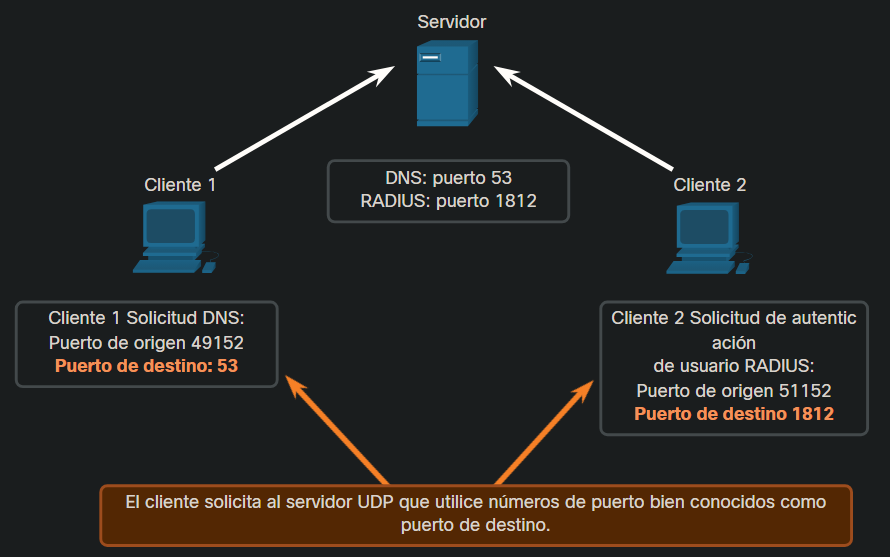 Servidor
DNS: puerto 53
RADIUS: puerto 1812
Cliente 1
Cliente 2
Cliente 1 Solicitud DNS:
Puerto de origen 49152
Puerto de destino: 53
Cliente 2 Solicitud de autentic
ación
de usuario RADIUS:
Puerto de origen 51152
Puerto de destino 1812
El cliente solicita al servidor UDP que utilice números de puerto bien conocidos como
puerto de destino.